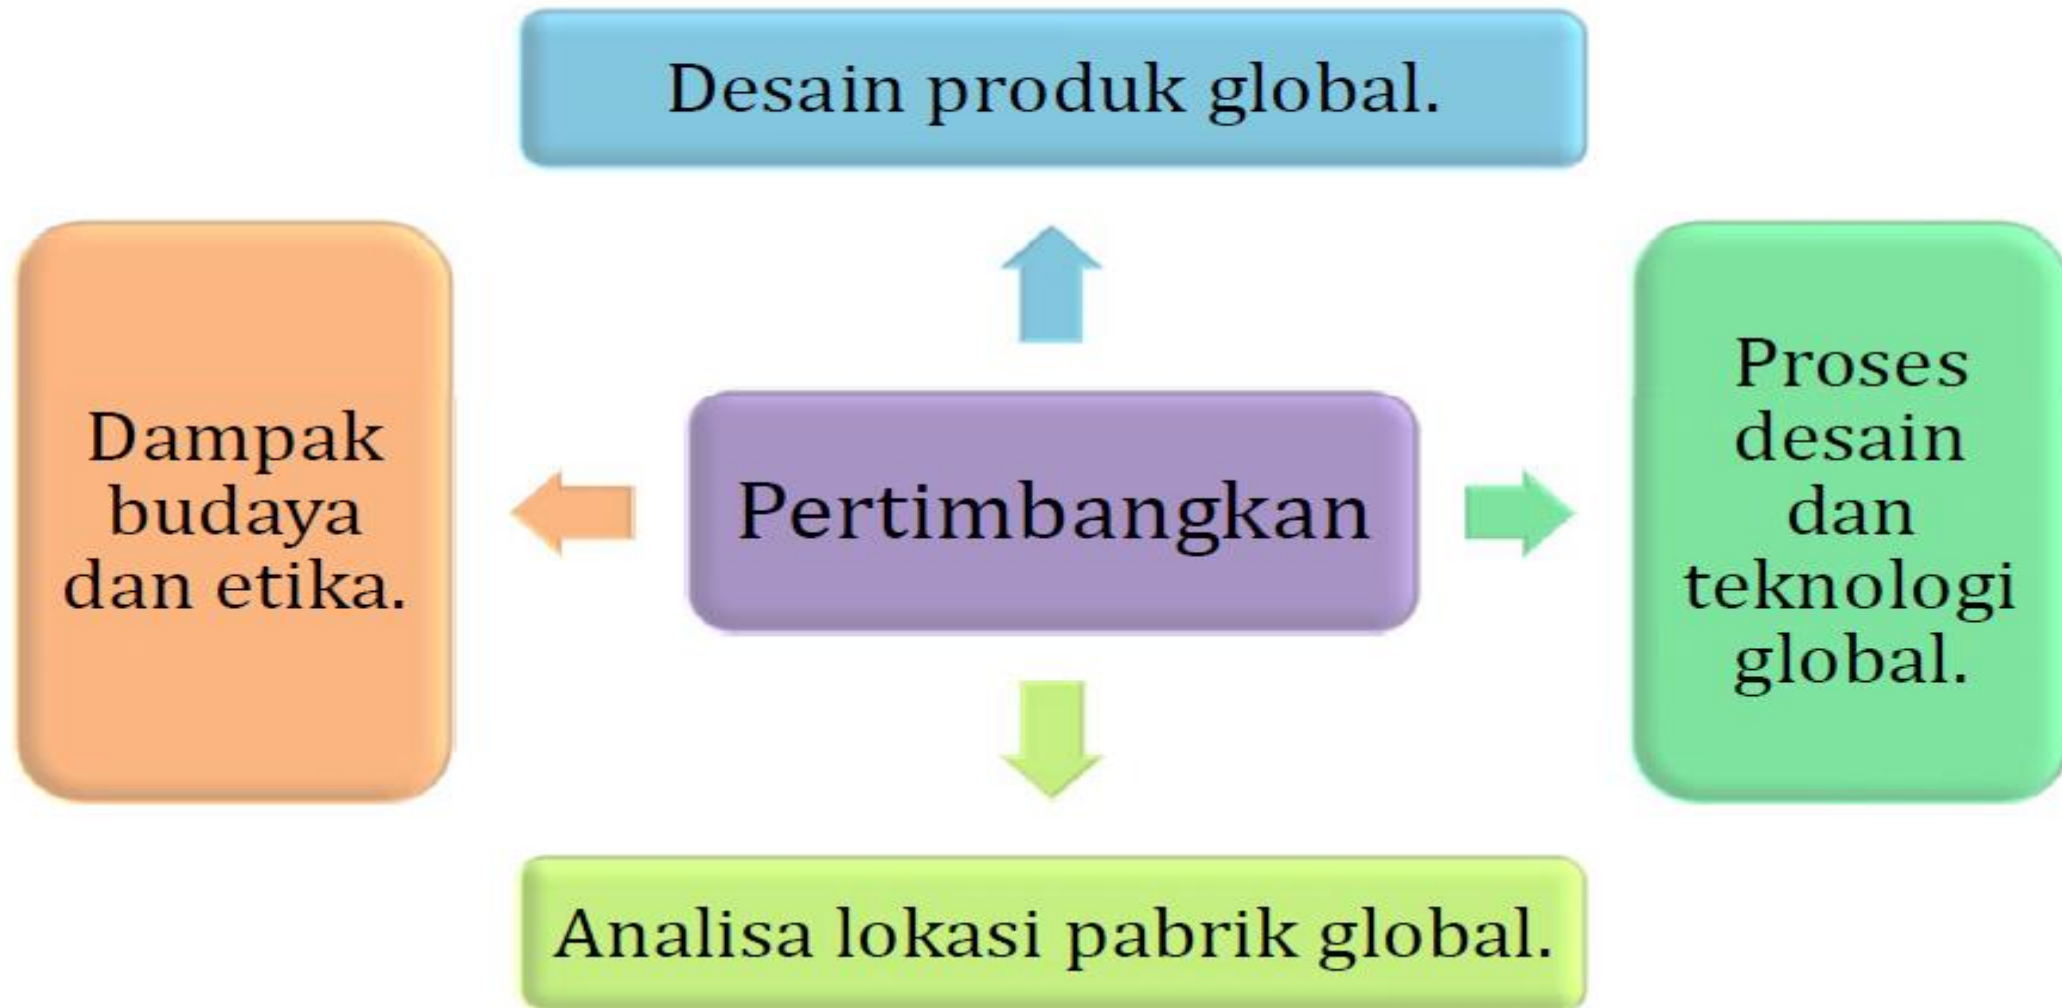 Desain produk global.
Dampak
budaya
dan etika.
Pertimbangkan
Proses
desain
dan
teknologi
global.
Analisa lokasi pabrik global.